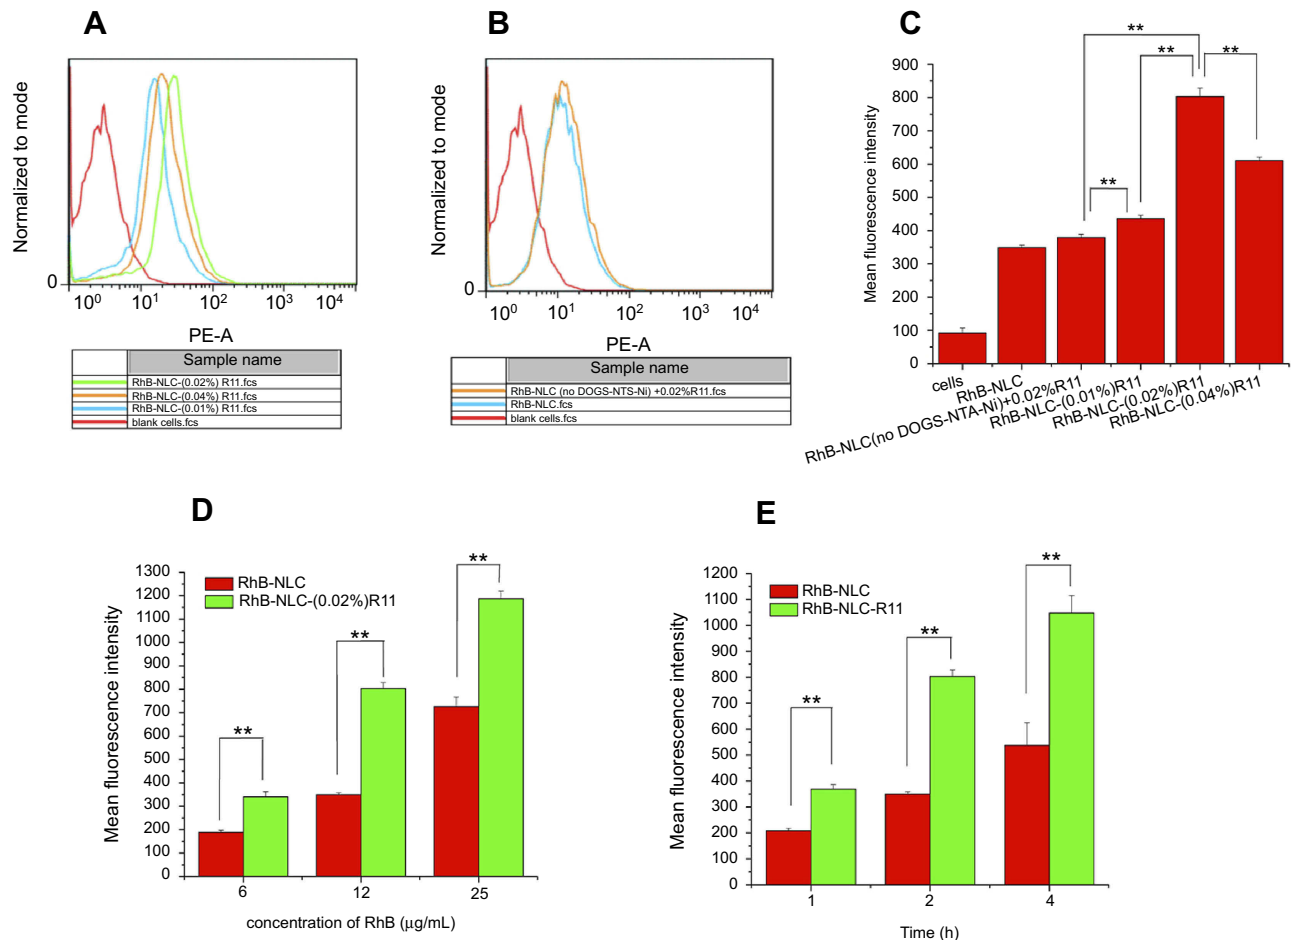 A
Normalized to mode
0
10^0 10^1 10^2 10^3 10^4
PE-A
Sample name
RhB-NLC-(0.02%) R11.fcs
RhB-NLC-(0.04%) R11.fcs
RhB-NLC-(0.01%) R11.fcs
blank cells.fcs
B
Normalized to mode
0
10^0 10^1 10^2 10^3 10^4
PE-A
Sample name
RhB-NLC (no DOGS-NTS-Ni) +0.02%R11.fcs
RhB-NLC.fcs
blank cells.fcs
C
Mean fluorescence intensity
900
800
700
600
500
400
300
200
100
0
**
**
**
**
cells
RhB-NLC
RhB-NLC(no DOGS-NTA-Ni)+0.02%R11
RhB-NLC-(0.01%)R11
RhB-NLC-(0.02%)R11
RhB-NLC-(0.04%)R11
D
Mean fluorescence intensity
1300
1200
1100
1000
900
800
700
600
500
400
300
200
100
0
RhB-NLC
RhB-NLC-(0.02%)R11
**
**
**
6 12 25
concentration of RhB (μg/mL)
E
Mean fluorescence intensity
1200
1100
1000
900
800
700
600
500
400
300
200
100
0
RhB-NLC
RhB-NLC-R11
**
**
**
1 2 4
Time (h)